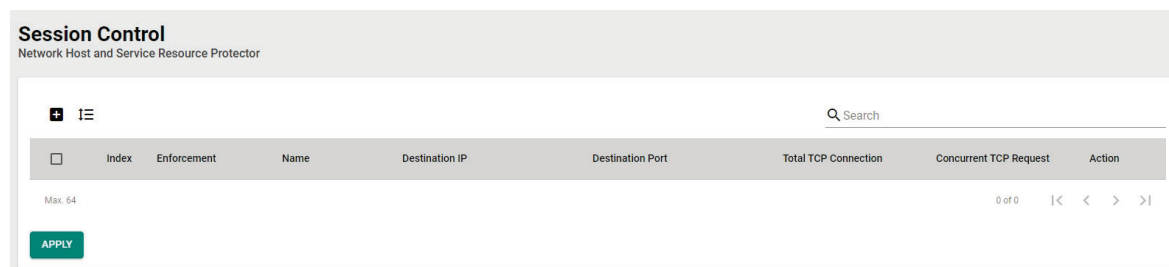 Session Control
Network Host and Service Resource Protector
Search
Index Enforcement Name Destination IP Destination Port Total TCP Connection Concurrent TCP Request Action
Max. 64 0 of 0
APPLY